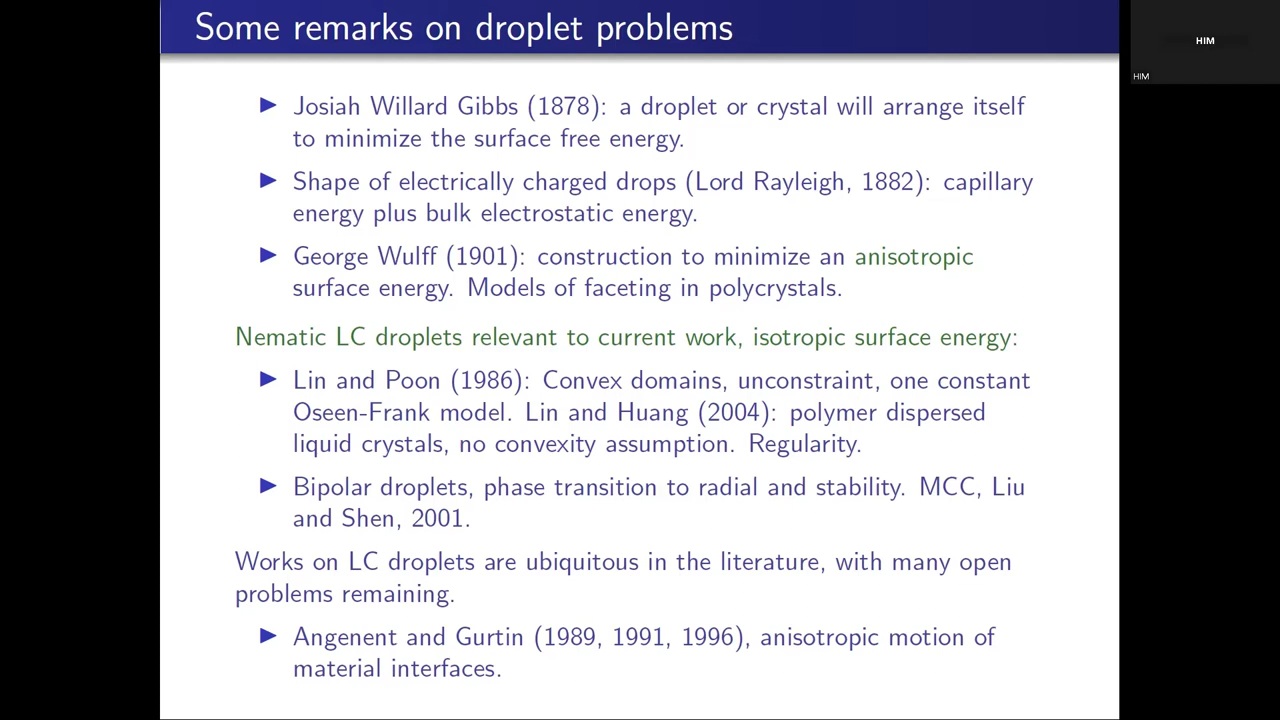 Some remarks on droplet problems
Josiah Willard Gibbs (1878): a droplet or crystal will arrange itself
to minimize the surface free energy.
Shape of electrically charged drops (Lord Rayleigh, 1882): capillary
energy plus bulk electrostatic energy.
George Wulff (1901): construction to minimize an anisotropic
surface energy. Models of faceting in polycrystals.
Nematic LC droplets relevant to current work, isotropic surface energy:
Lin and Poon (1986): Convex domains, unconstraint, one constant
Oseen-Frank model. Lin and Huang (2004): polymer dispersed
liquid crystals, no convexity assumption. Regularity.
Bipolar droplets, phase transition to radial and stability. MCC, Liu
and Shen, 2001.
Works on LC droplets are ubiquitous in the literature, with many open
problems remaining.
Angenent and Gurtin (1989, 1991, 1996), anisotropic motion of
material interfaces.
HIM
HIM